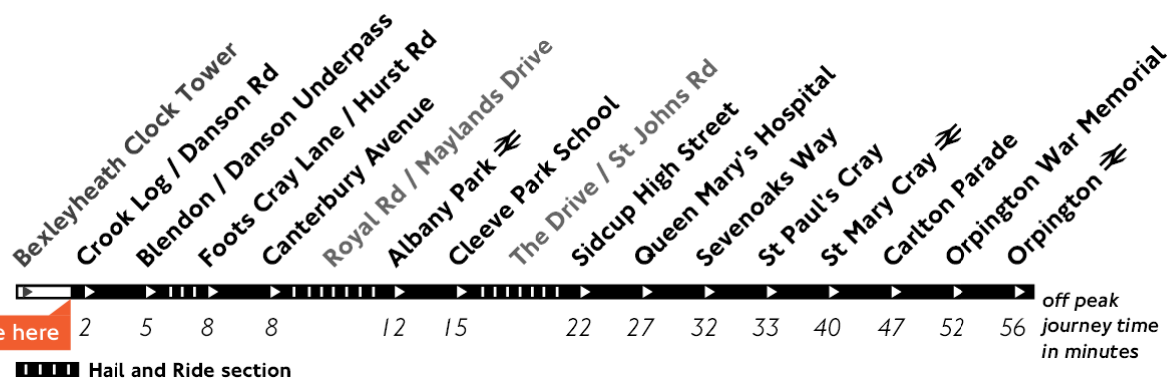 Bexleyheath Clock Tower
Crook Log / Danson Rd
Blendon / Danson Underpass
Foots Cray Lane / Hurst Rd
Canterbury Avenue
Royal Rd / Maylands Drive
Albany Park
Cleeve Park School
The Drive / St Johns Rd
Sidcup High Street
Queen Mary's Hospital
Sevenoaks Way
St Paul's Cray
St Mary Cray
Carlton Parade
Orpington War Memorial
Orpington
e here 2 5 8 8 12 15 22 27 32 33 40 47 52 56
off peak
journey time
in minutes
Hail and Ride section